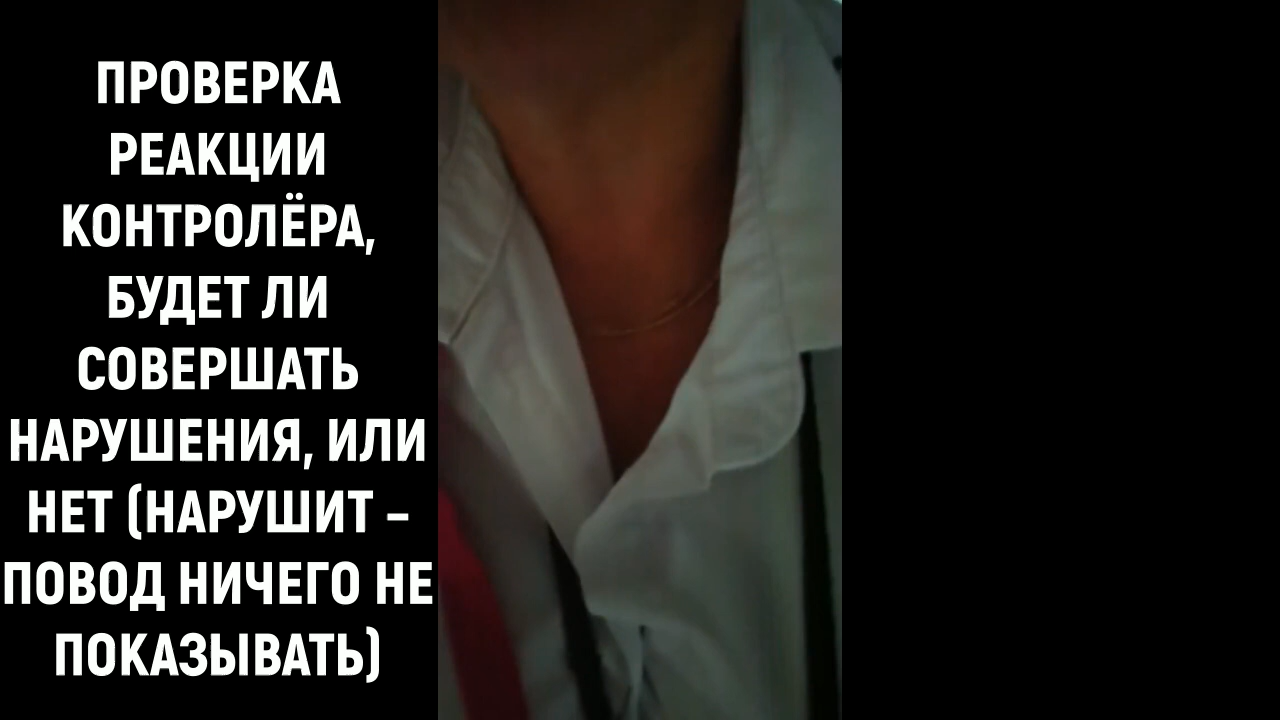 ПРОВЕРКА
РЕАКЦИИ
КОНТРОЛЁРА,
БУДЕТ ЛИ
СОВЕРШАТЬ
НАРУШЕНИЯ, ИЛИ
НЕТ (НАРУШИТ –
ПОВОД НИЧЕГО НЕ
ПОКАЗЫВАТЬ)